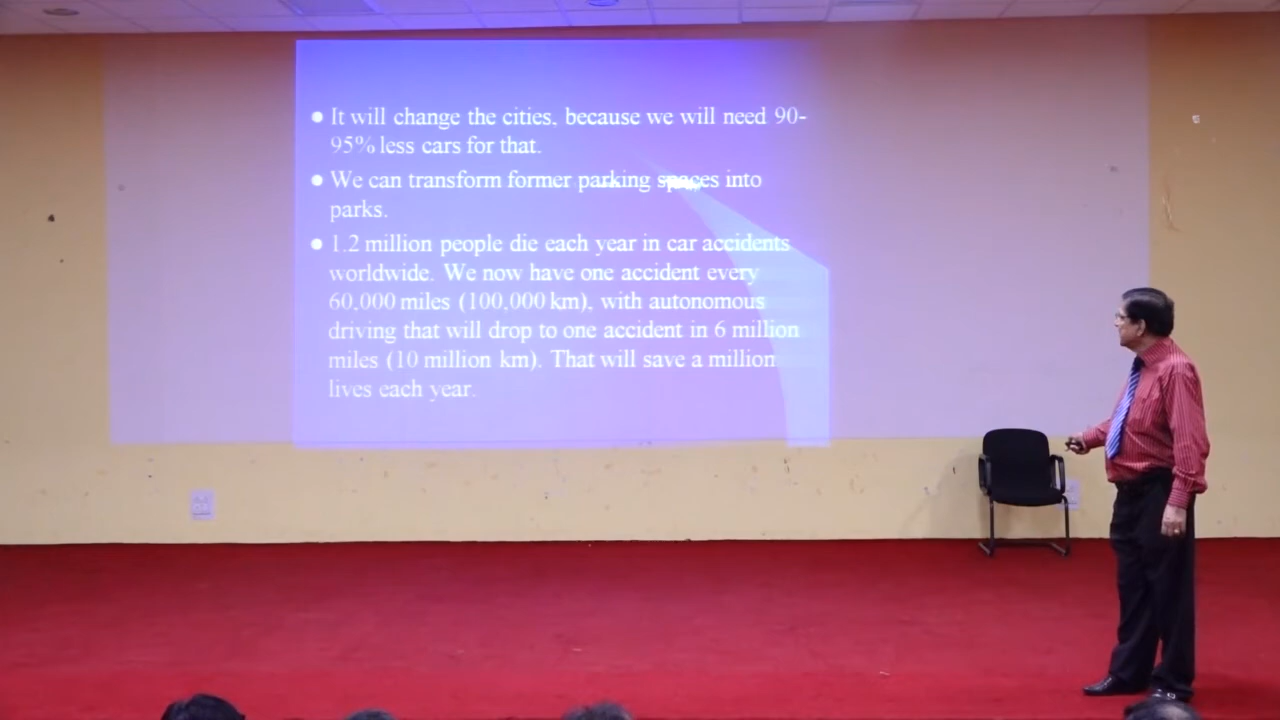 ● It will change the cities, because we will need 90-
95% less cars for that.
● We can transform former parking spaces into
parks.
● 1.2 million people die each year in car accidents
worldwide. We now have one accident every
60,000 miles (100,000 km), with autonomous
driving that will drop to one accident in 6 million
miles (10 million km). That will save a million
lives each year.